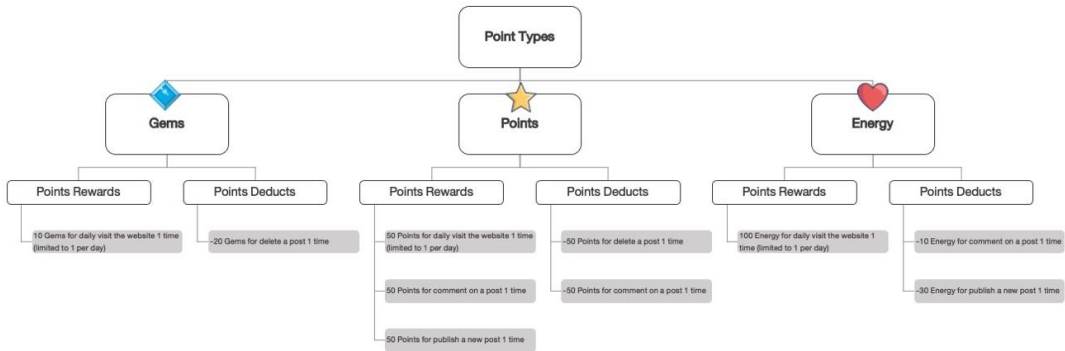 Point Types
Gems
Points
Energy
Points Rewards
Points Deducts
Points Rewards
Points Deducts
Points Rewards
Points Deducts
10 Gems for daily visit the website 1 time
(limited to 1 per day)
-20 Gems for delete a post 1 time
50 Points for daily visit the website 1 time
(limited to 1 per day)
50 Points for comment on a post 1 time
50 Points for publish a new post 1 time
-50 Points for delete a post 1 time
-50 Points for comment on a post 1 time
100 Energy for daily visit the website 1
time (limited to 1 per day)
-10 Energy for comment on a post 1 time
-30 Energy for publish a new post 1 time